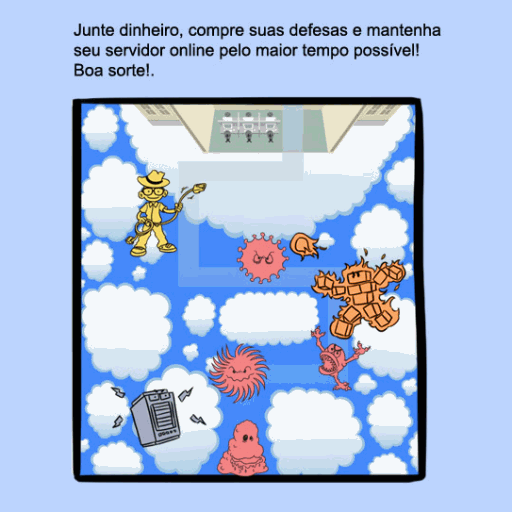 Junte dinheiro, compre suas defesas e mantenha
seu servidor online pelo maior tempo possível!
Boa sorte!.